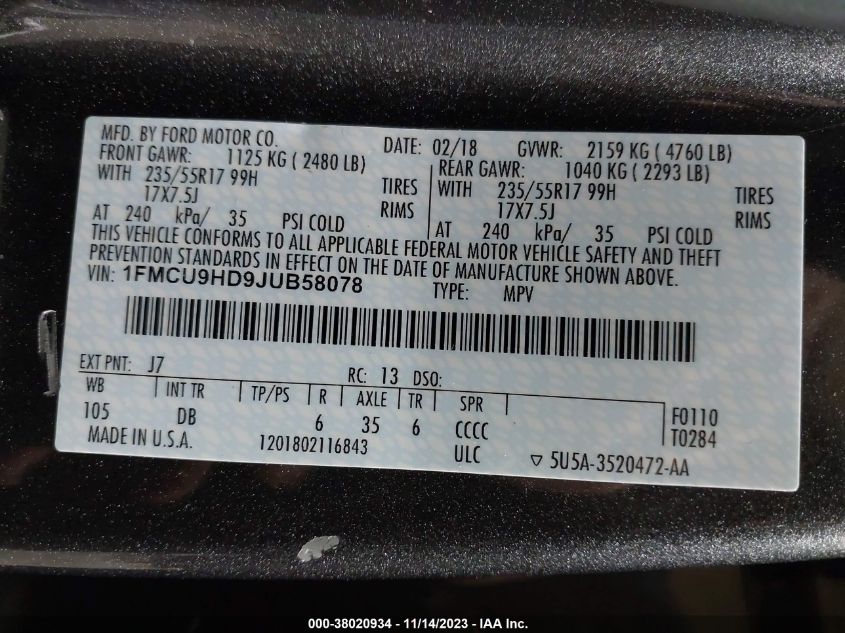 MFD. BY FORD MOTOR CO.
DATE: 02/18 GVWR: 2159 KG ( 4760 LB)
FRONT GAWR: 1125 KG ( 2480 LB)
REAR GAWR: 1040 KG ( 2293 LB)
WITH 235/55R17 99H TIRES
WITH 235/55R17 99H TIRES
17X7.5J RIMS
17X7.5J RIMS
AT 240 kPa/ 35 PSI COLD
AT 240 kPa/ 35 PSI COLD
THIS VEHICLE CONFORMS TO ALL APPLICABLE FEDERAL MOTOR VEHICLE SAFETY AND THEFT
PREVENTION STANDARDS IN EFFECT ON THE DATE OF MANUFACTURE SHOWN ABOVE.
VIN: 1FMCU9HD9JUB58078 TYPE: MPV
EXT PNT: J7 RC: 13 DSO:
WB INT TR TP/PS R AXLE TR SPR
105 DB 6 35 6 CCCC F0110
MADE IN U.S.A. 1201802116843 ULC T0284
▽ 5U5A-3520472-AA
000-38020934 - 11/14/2023 - IAA Inc.